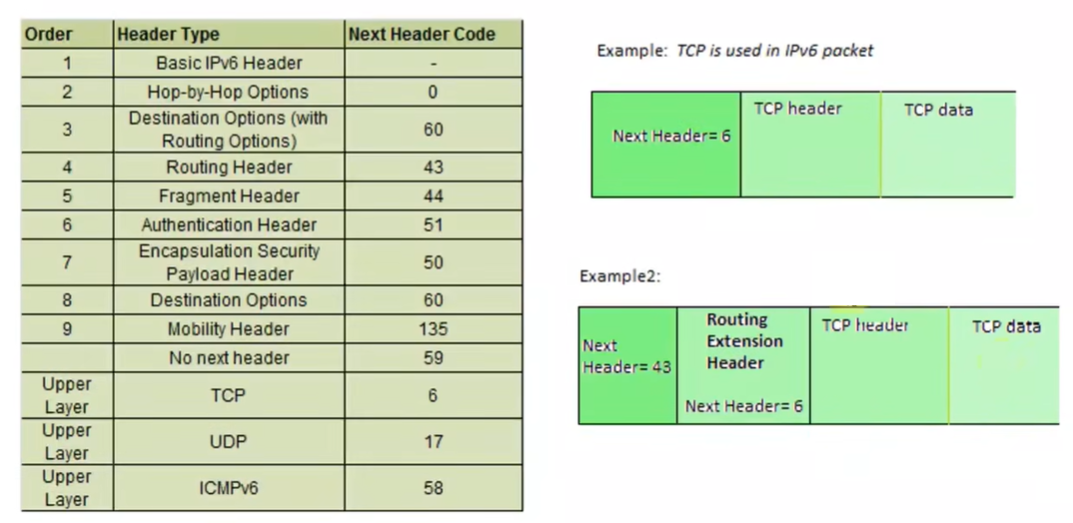 Order Header Type Next Header Code
1 Basic IPv6 Header -
2 Hop-by-Hop Options 0
3 Destination Options (with
Routing Options) 60
4 Routing Header 43
5 Fragment Header 44
6 Authentication Header 51
7 Encapsulation Security
Payload Header 50
8 Destination Options 60
9 Mobility Header 135
No next header 59
Upper
Layer TCP 6
Upper
Layer UDP 17
Upper
Layer ICMPv6 58
Example: TCP is used in IPv6 packet
Next Header= 6
TCP header
TCP data
Example2:
Next
Header= 43
Routing
Extension
Header
Next Header= 6
TCP header
TCP data